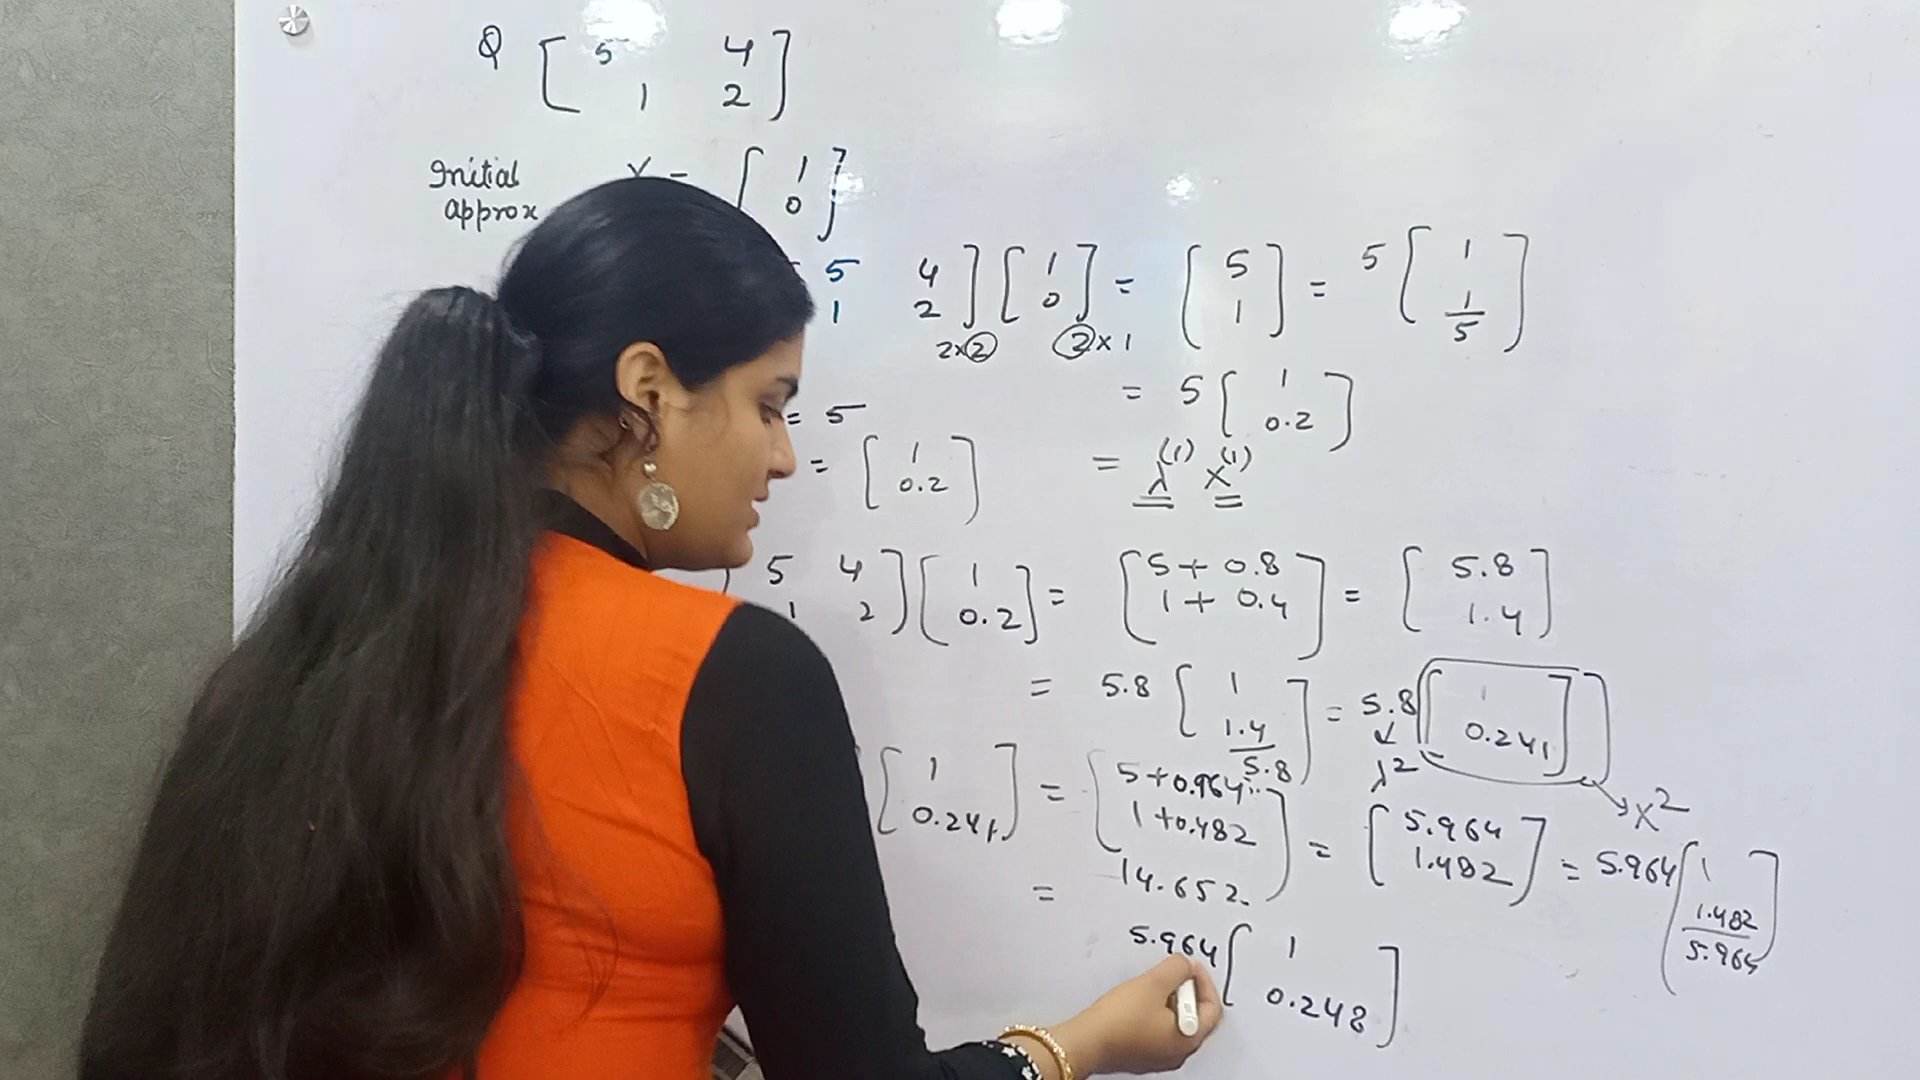 Q [ 5 4
1 2 ]
Initial approx X = [ 1
0 ]
5 4 ] [ 1 ] = [ 5 ] = 5 [ 1 ]
1 2 ] [ 0 ] [ 1 ] [ 1/5 ]
2x2 2x1
= 5 [ 1
0.2 ]
= 5
= [ 1
0.2 ]
= λ(1) X(1)
5 4 ] [ 1 ] = [ 5 + 0.8 ] = [ 5.8 ]
1 2 ] [ 0.2 ] [ 1 + 0.4 ] [ 1.4 ]
= 5.8 [ 1 ] = 5.8 [ 1 ]
[ 1.4/5.8 ] [ 0.241 ]
λ2 X2
[ 1 ] = [ 5+0.964 ] = [ 5.964 ] = 5.964 [ 1 ]
[ 0.241 ] [ 1+0.482 ] [ 1.482 ] [ 1.482/5.964 ]
= 14.652
5.964 [ 1
0.248 ]